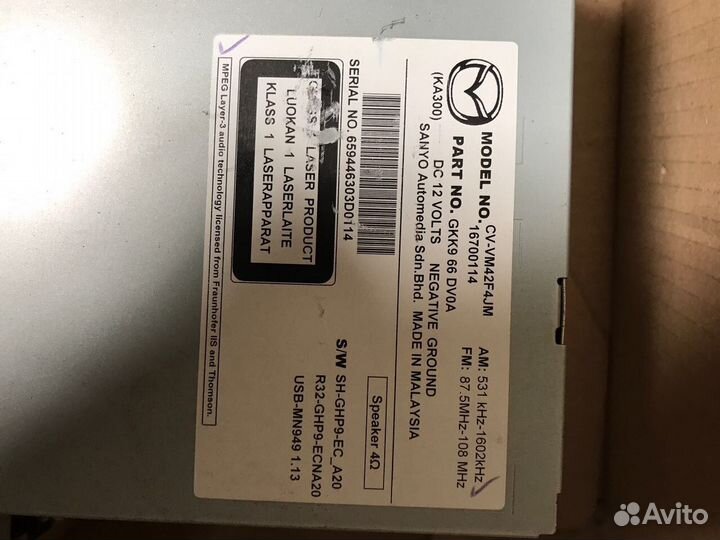 MODEL NO. CV-VM42F4JM
16700114
PART NO. GKK9 66 DV0A
(KA300) DC 12 VOLTS NEGATIVE GROUND
SANYO Automedia Sdn.Bhd. MADE IN MALAYSIA
AM: 531 kHz-1602kHz
FM: 87.5MHz-108 MHz
SERIAL NO. 659446303D0114
Speaker 4Ω
LASER PRODUCT
LUOKAN 1 LASERLAITE
KLASS 1 LASERAPPARAT
S/W SH-GHP9-EC_A20
R32-GHP9-ECNA20
USB-MN949 1.13
MPEG Layer-3 audio technology licensed from Fraunhofer IIS and Thomson.
Avito